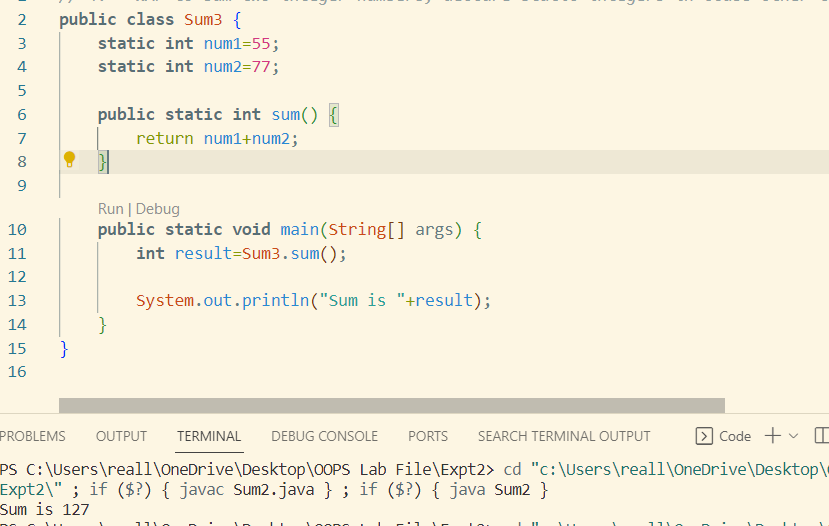 2 public class Sum3 {
3 static int num1=55;
4 static int num2=77;
5
6 public static int sum() {
7 return num1+num2;
8 }
9
Run | Debug
10 public static void main(String[] args) {
11 int result=Sum3.sum();
12
13 System.out.println("Sum is "+result);
14 }
15 }
16
PROBLEMS OUTPUT TERMINAL DEBUG CONSOLE PORTS SEARCH TERMINAL OUTPUT Code
PS C:\Users\reall\OneDrive\Desktop\OOPS Lab File\Expt2> cd "c:\Users\reall\OneDrive\Desktop\
Expt2\" ; if ($?) { javac Sum2.java } ; if ($?) { java Sum2 }
Sum is 127